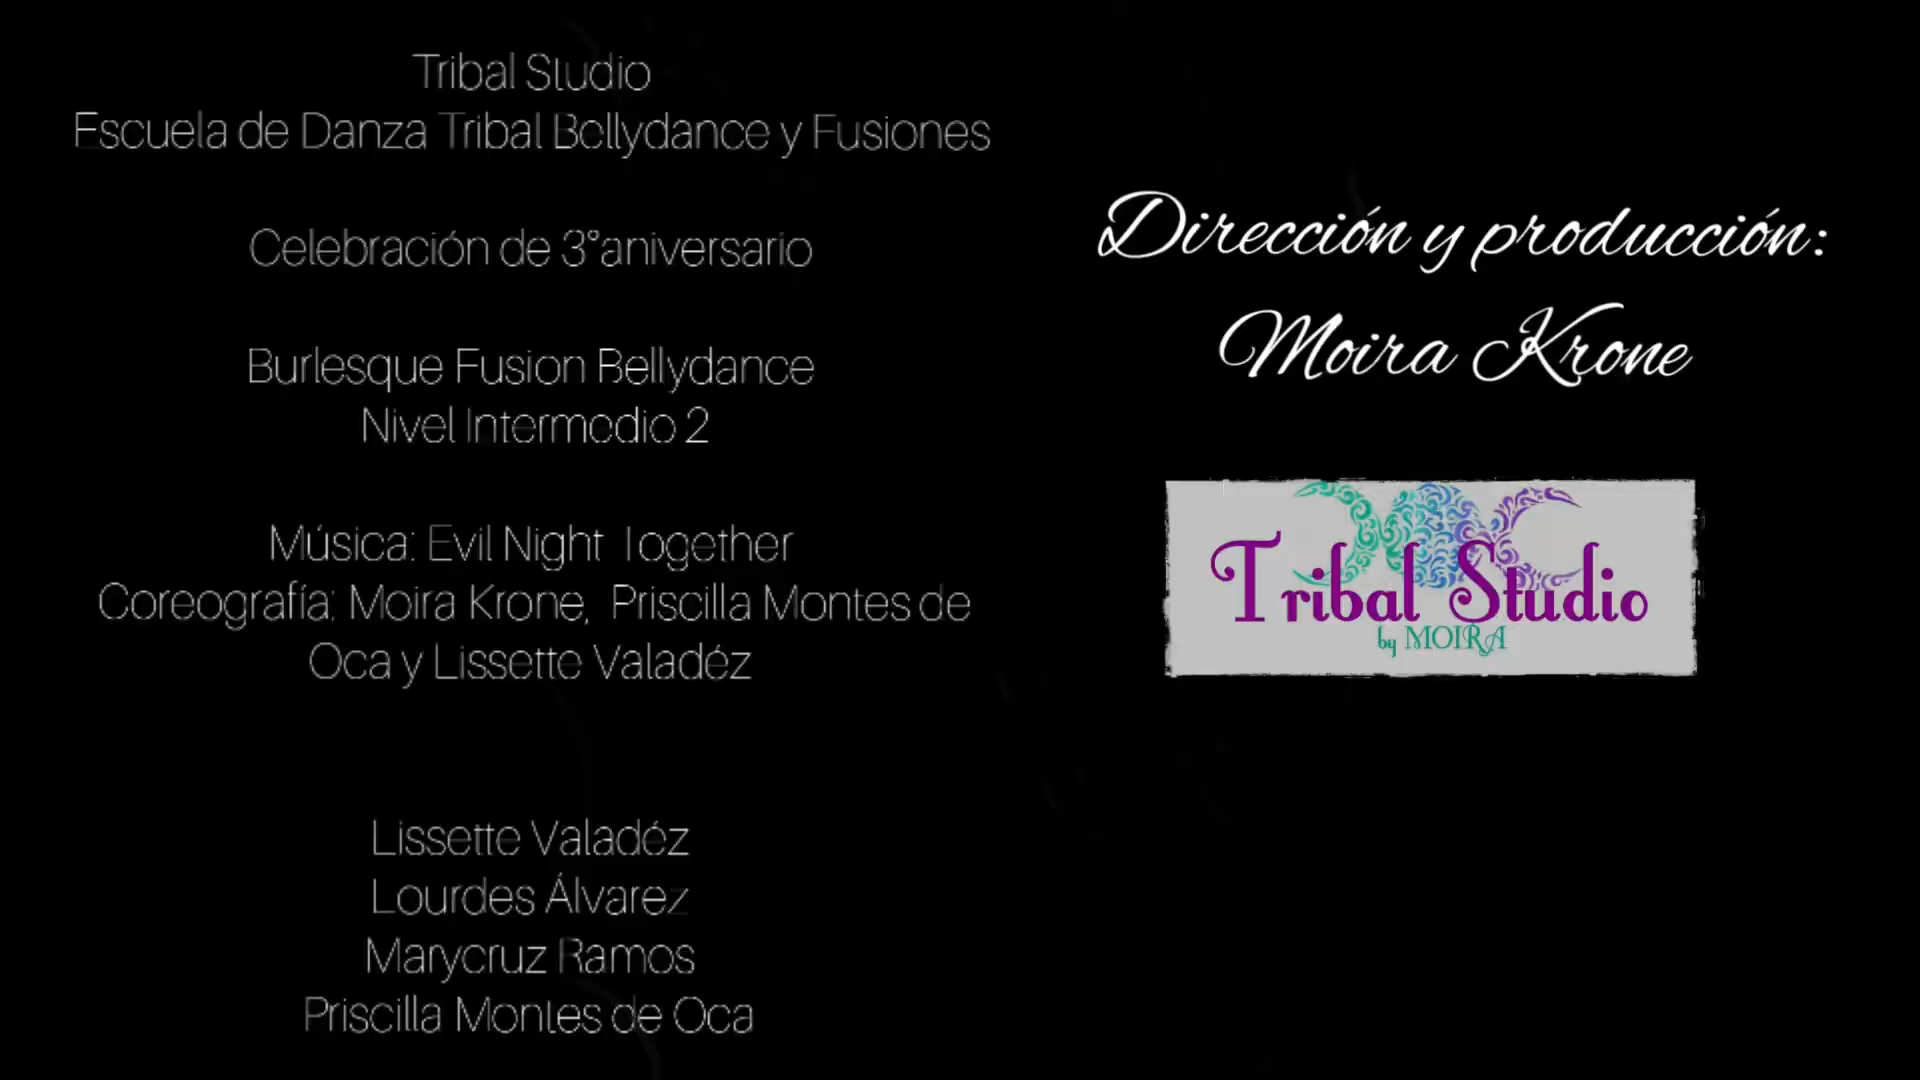 Tribal Studio
Escuela de Danza Tribal Bellydance y Fusiones
Celebración de 3°aniversario
Burlesque Fusion Bellydance
Nivel Intermedio 2
Música: Evil Night Together
Coreografía: Moira Krone, Priscilla Montes de
Oca y Lissette Valadéz
Lissette Valadéz
Lourdes Álvarez
Marycruz Ramos
Priscilla Montes de Oca
Dirección y producción:
Moira Krone
Tribal Studio
by MOIRA